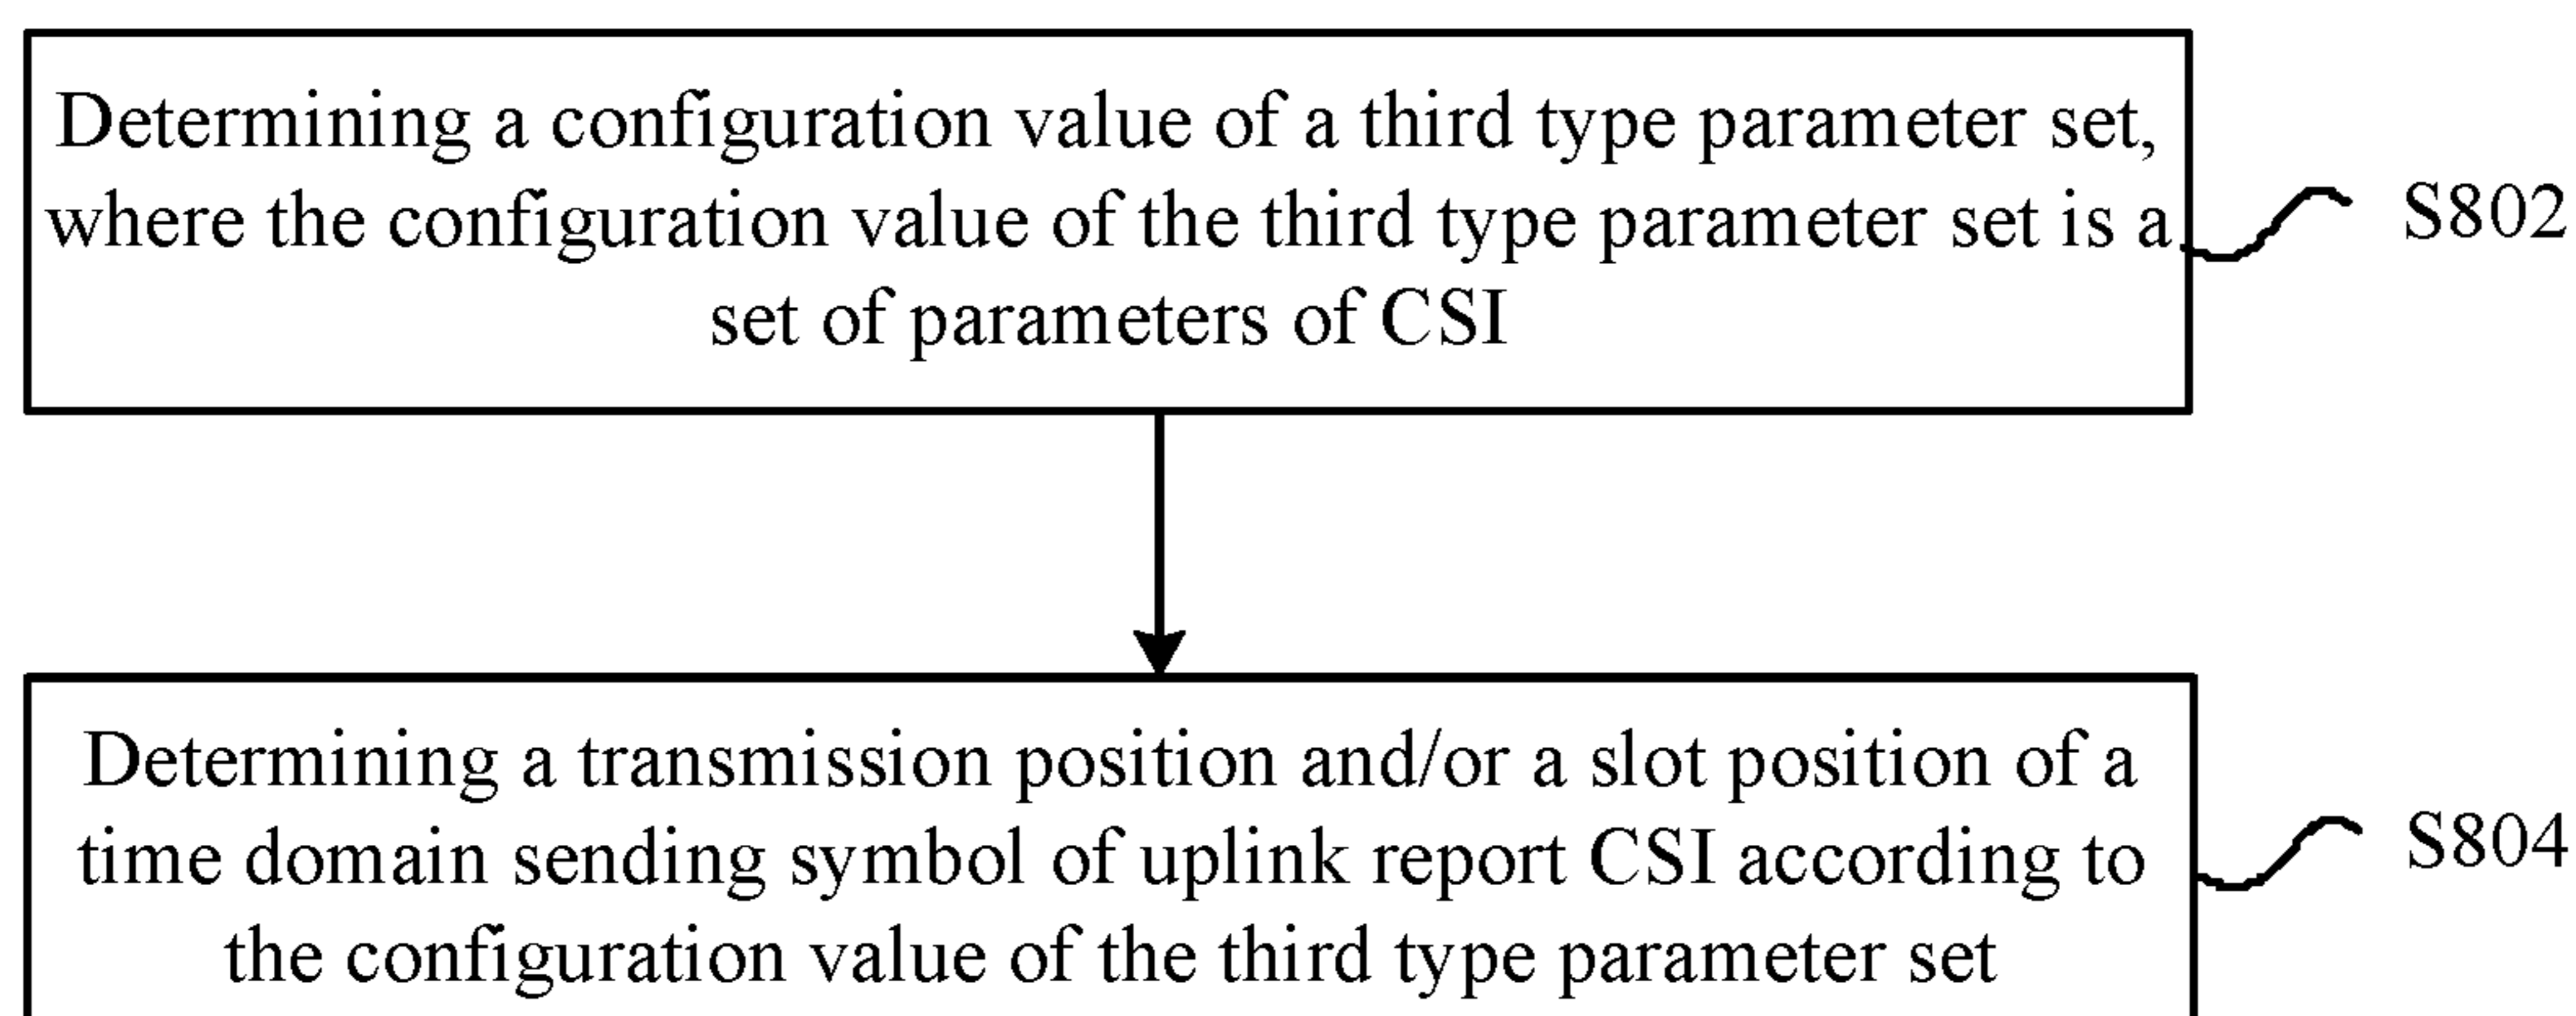 Determining a configuration value of a third type parameter set,
where the configuration value of the third type parameter set is a
set of parameters of CSI
S802
Determining a transmission position and/or a slot position of a
time domain sending symbol of uplink report CSI according to
the configuration value of the third type parameter set
S804